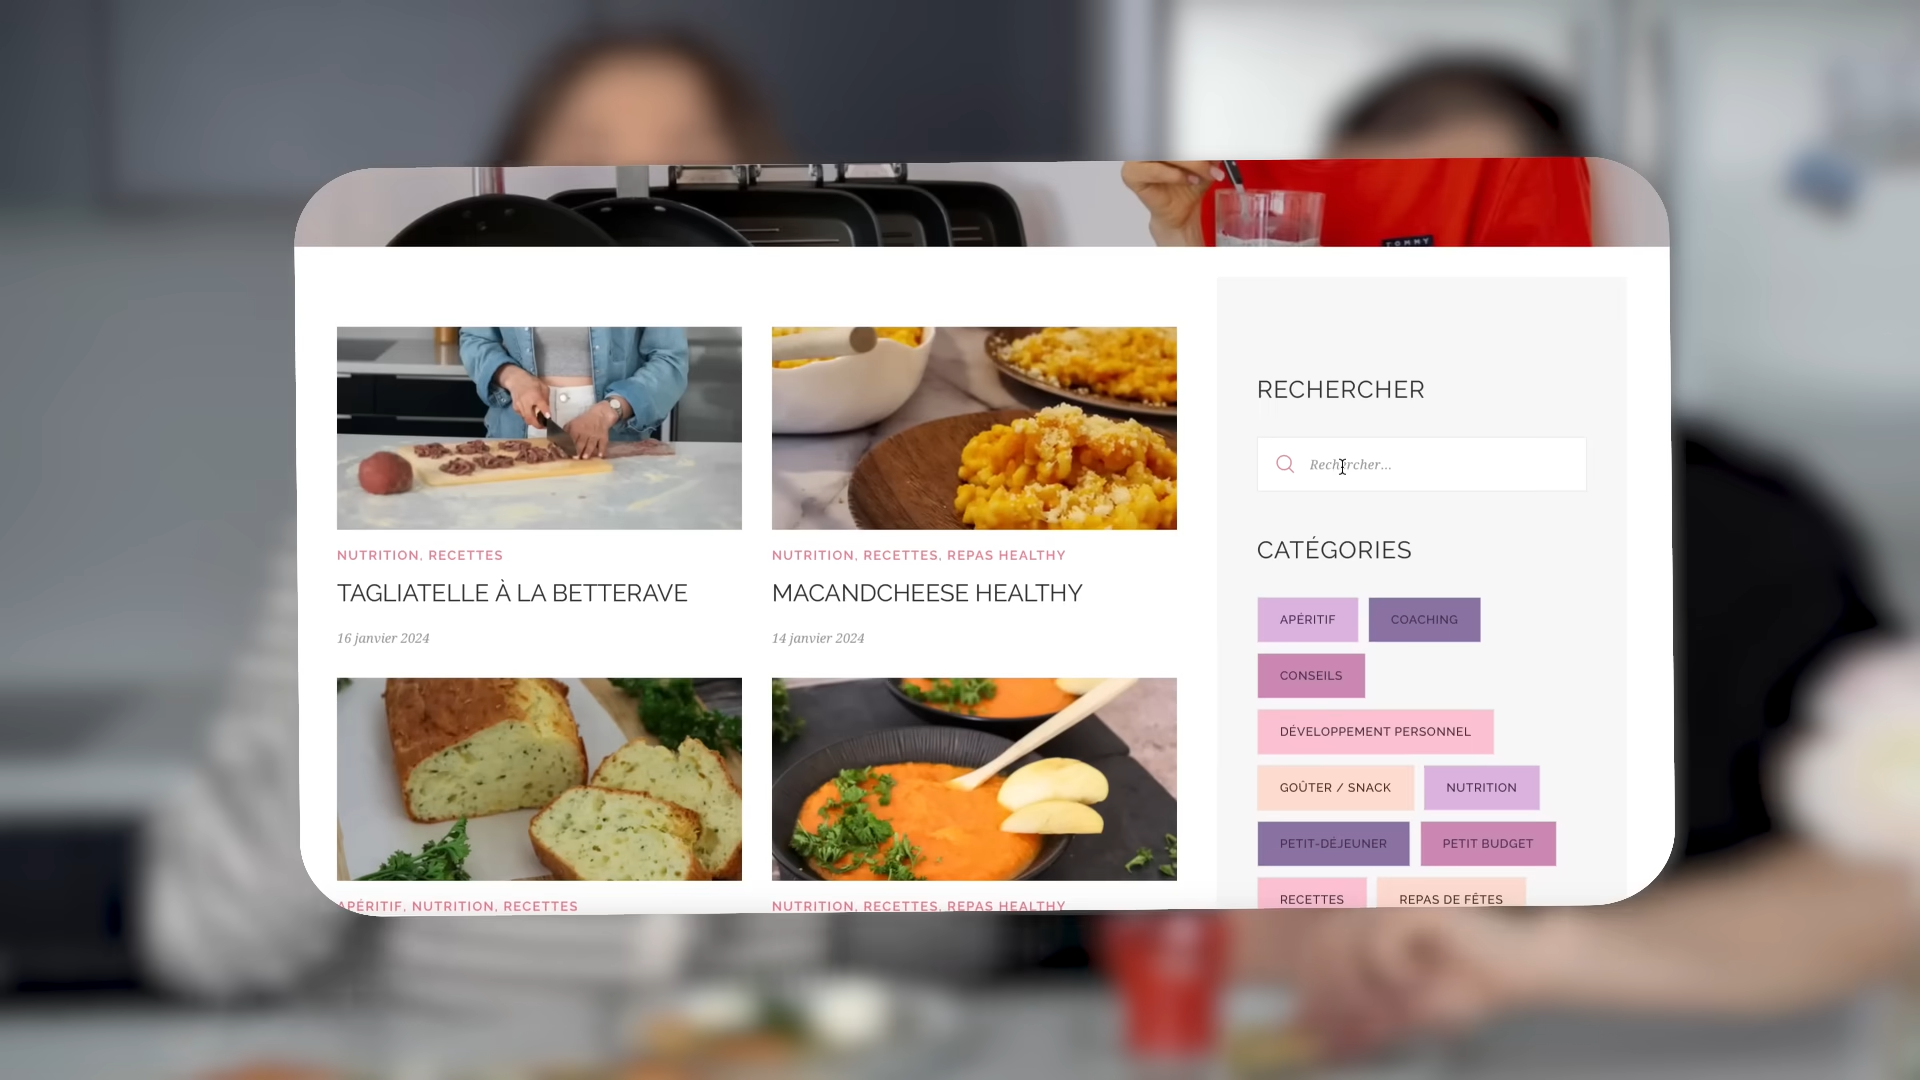 TOMMY
NUTRITION, RECETTES
TAGLIATELLE À LA BETTERAVE
16 janvier 2024
NUTRITION, RECETTES, REPAS HEALTHY
MACANDCHEESE HEALTHY
14 janvier 2024
APÉRITIF, NUTRITION, RECETTES
NUTRITION, RECETTES, REPAS HEALTHY
RECHERCHER
Rechercher...
CATÉGORIES
APÉRITIF COACHING
CONSEILS
DÉVELOPPEMENT PERSONNEL
GOÛTER / SNACK NUTRITION
PETIT-DÉJEUNER PETIT BUDGET
RECETTES REPAS DE FÊTES